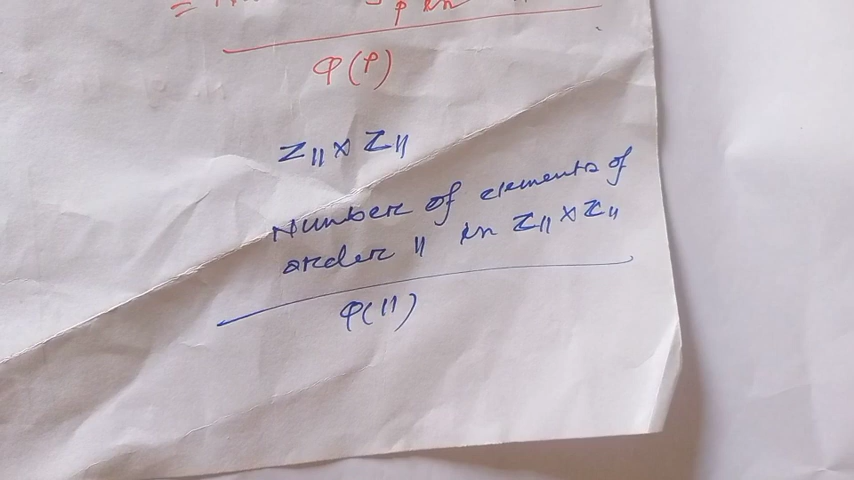 =
φ(P)
Z11 × Z11
Number of elements of
order 11 in Z11 × Z11
φ(11)